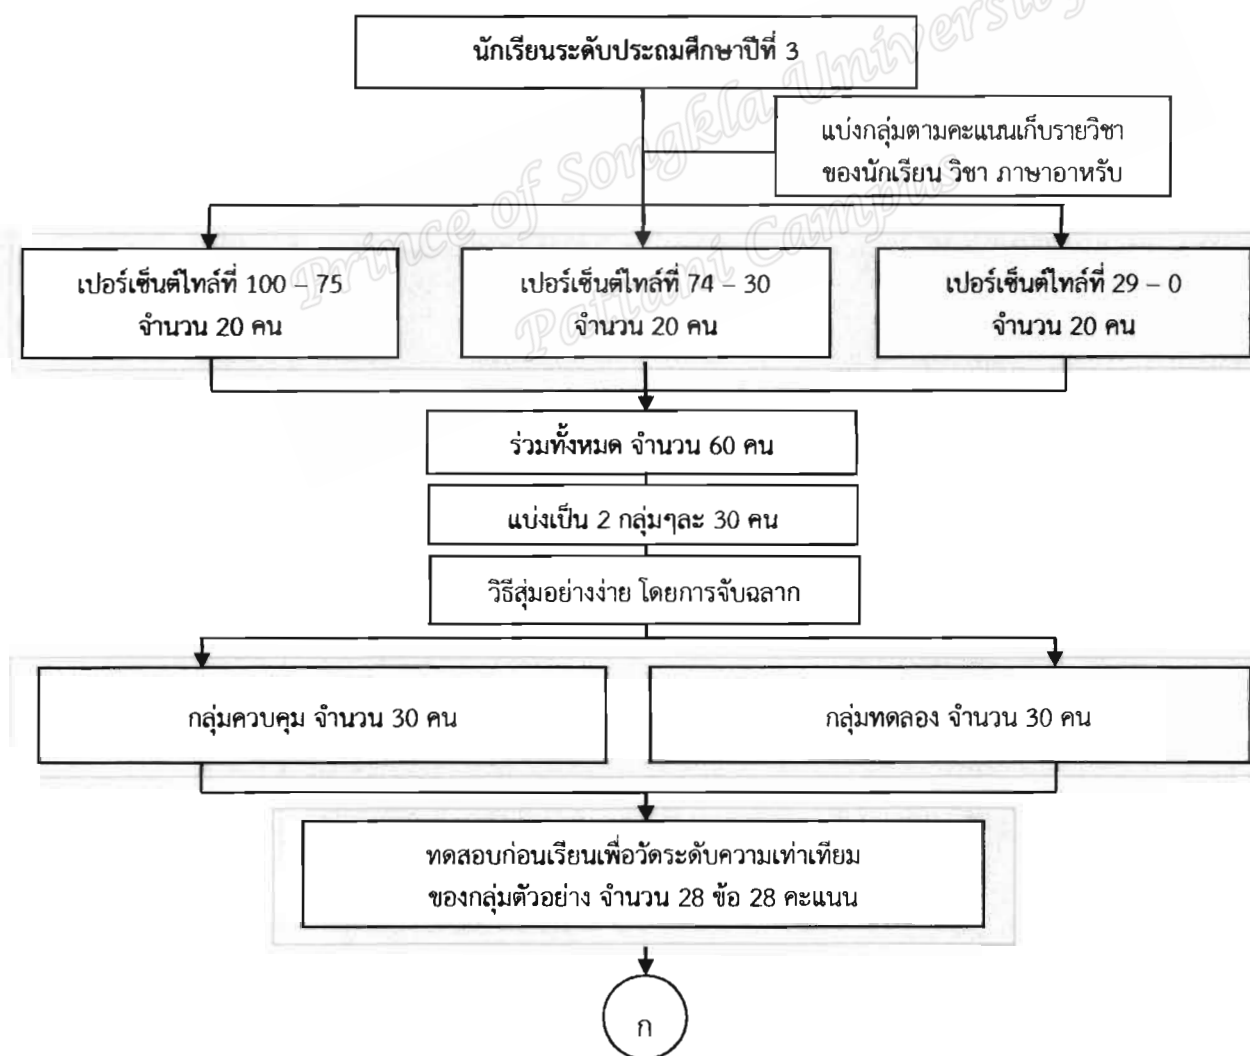 นักเรียนระดับประถมศึกษาปีที่ 3
แบ่งกลุ่มตามคะแนนเก็บรายวิชา
ของนักเรียน วิชา ภาษาอาหรับ
เปอร์เซ็นต์ไทล์ที่ 100 – 75
จำนวน 20 คน
เปอร์เซ็นต์ไทล์ที่ 74 – 30
จำนวน 20 คน
เปอร์เซ็นต์ไทล์ที่ 29 – 0
จำนวน 20 คน
ร่วมทั้งหมด จำนวน 60 คน
แบ่งเป็น 2 กลุ่มๆละ 30 คน
วิธีสุ่มอย่างง่าย โดยการจับฉลาก
กลุ่มควบคุม จำนวน 30 คน
กลุ่มทดลอง จำนวน 30 คน
ทดสอบก่อนเรียนเพื่อวัดระดับความเท่าเทียม
ของกลุ่มตัวอย่าง จำนวน 28 ข้อ 28 คะแนน
ก
Prince of Songkla University
Pattani Campus